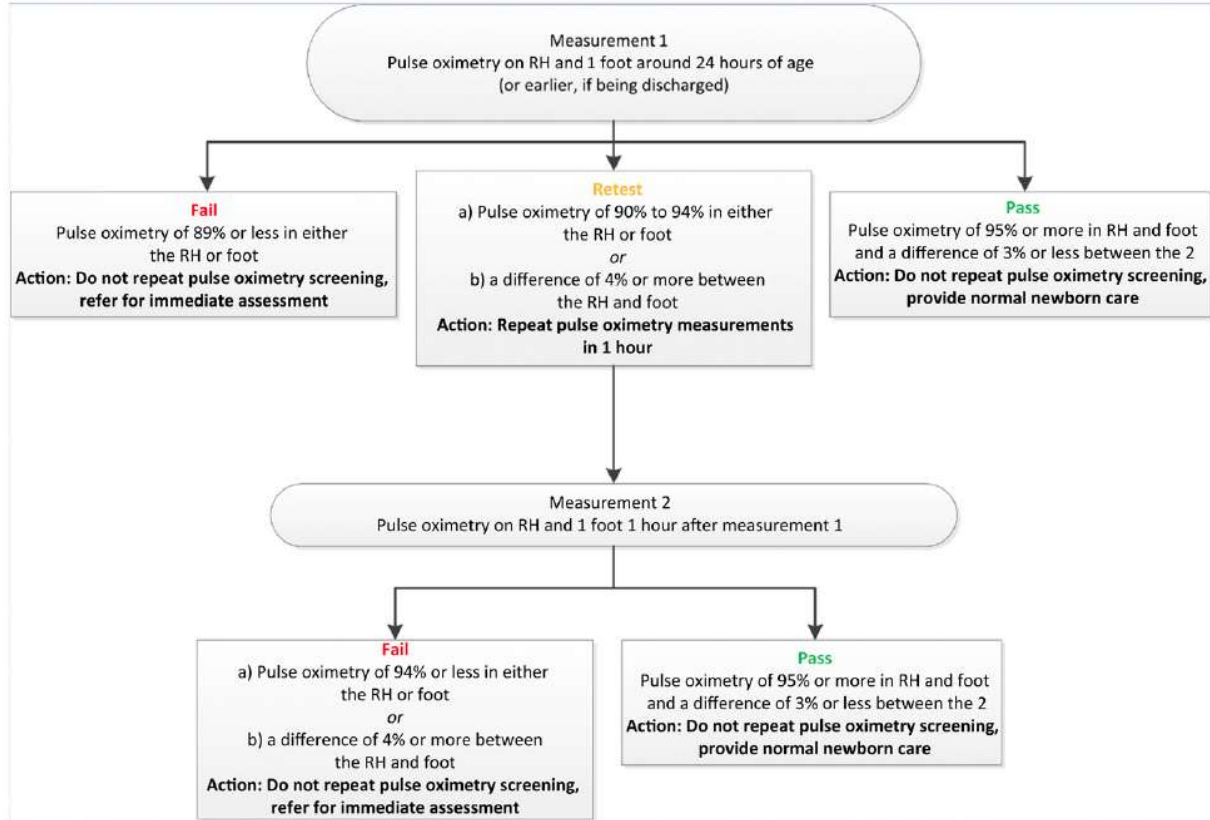 Measurement 1
Pulse oximetry on RH and 1 foot around 24 hours of age
(or earlier, if being discharged)
Fail
Pulse oximetry of 89% or less in either
the RH or foot
Action: Do not repeat pulse oximetry screening,
refer for immediate assessment
Retest
a) Pulse oximetry of 90% to 94% in either
the RH or foot
or
b) a difference of 4% or more between
the RH and foot
Action: Repeat pulse oximetry measurements
in 1 hour
Pass
Pulse oximetry of 95% or more in RH and foot
and a difference of 3% or less between the 2
Action: Do not repeat pulse oximetry screening,
provide normal newborn care
Measurement 2
Pulse oximetry on RH and 1 foot 1 hour after measurement 1
Fail
a) Pulse oximetry of 94% or less in either
the RH or foot
or
b) a difference of 4% or more between
the RH and foot
Action: Do not repeat pulse oximetry screening,
refer for immediate assessment
Pass
Pulse oximetry of 95% or more in RH and foot
and a difference of 3% or less between the 2
Action: Do not repeat pulse oximetry screening,
provide normal newborn care